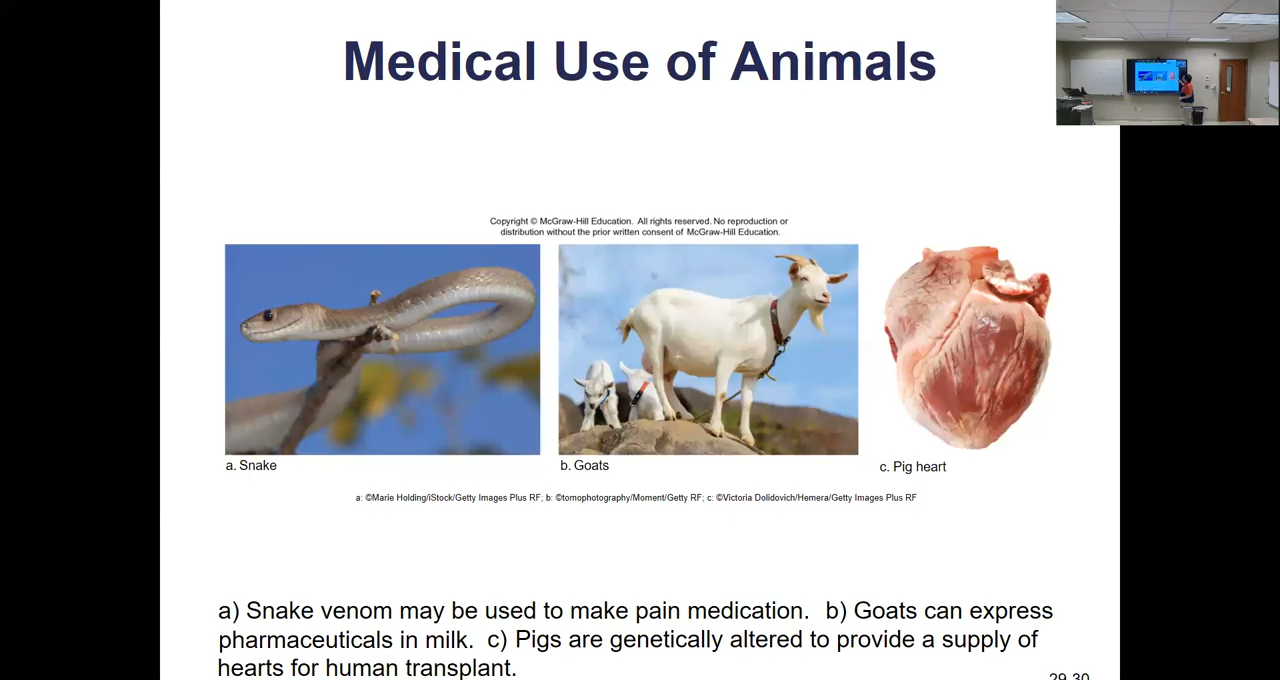 Medical Use of Animals
Copyright © McGraw-Hill Education. All rights reserved. No reproduction or
distribution without the prior written consent of McGraw-Hill Education.
a. Snake
b. Goats
c. Pig heart
a: ©Marie Holding/iStock/Getty Images Plus RF; b: ©tomophotography/Moment/Getty RF; c: ©Victoria Dolidovich/Hemera/Getty Images Plus RF
a) Snake venom may be used to make pain medication. b) Goats can express
pharmaceuticals in milk. c) Pigs are genetically altered to provide a supply of
hearts for human transplant.
29.30